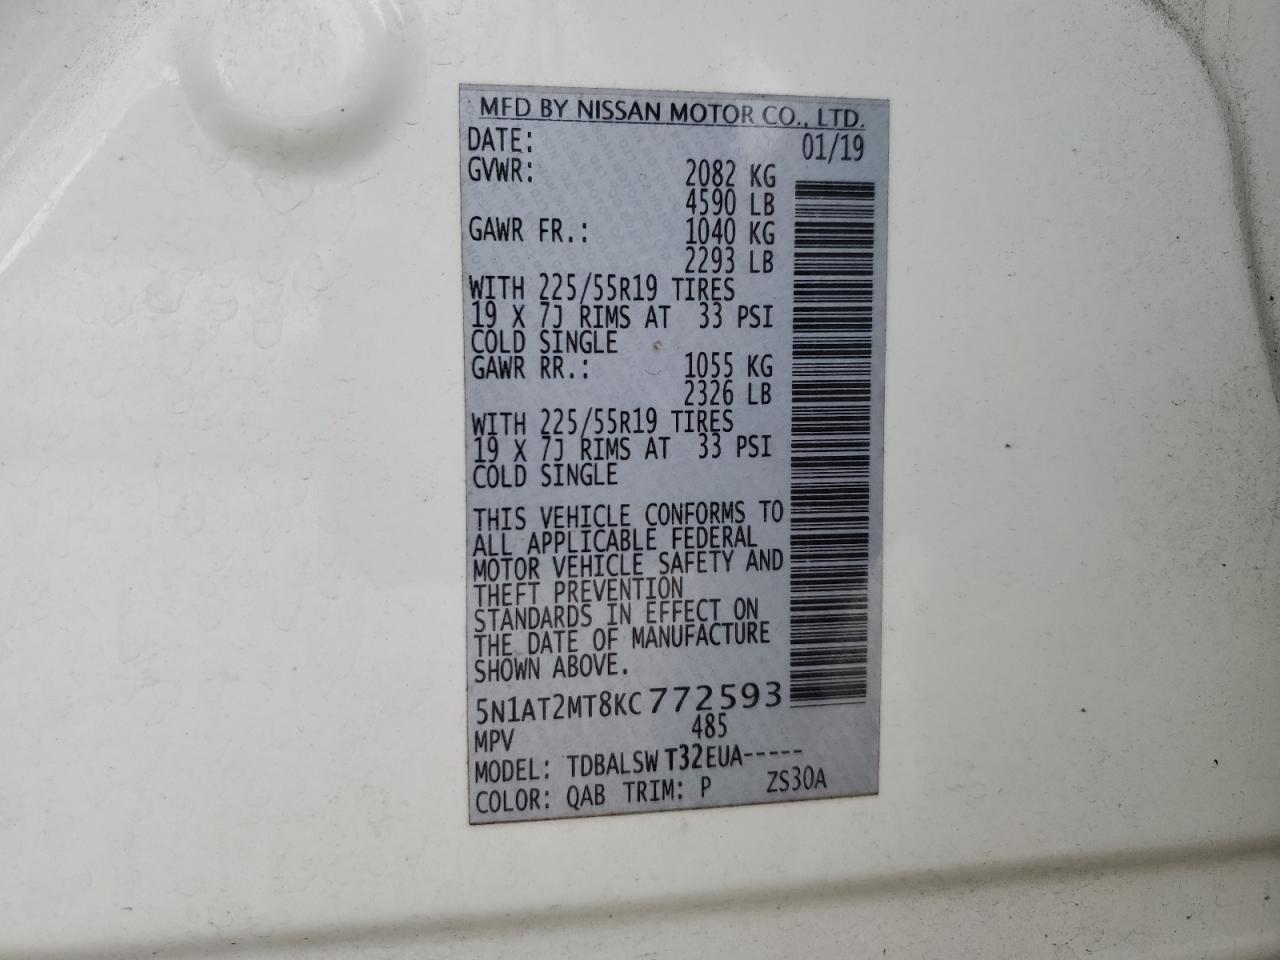 MFD BY NISSAN MOTOR CO., LTD.
DATE: 01/19
GVWR: 2082 KG
4590 LB
GAWR FR.: 1040 KG
2293 LB
WITH 225/55R19 TIRES
19 X 7J RIMS AT 33 PSI
COLD SINGLE
GAWR RR.: 1055 KG
2326 LB
WITH 225/55R19 TIRES
19 X 7J RIMS AT 33 PSI
COLD SINGLE
THIS VEHICLE CONFORMS TO
ALL APPLICABLE FEDERAL
MOTOR VEHICLE SAFETY AND
THEFT PREVENTION
STANDARDS IN EFFECT ON
THE DATE OF MANUFACTURE
SHOWN ABOVE.
5N1AT2MT8KC772593
MPV 485
MODEL: TDBALSW T32EUA-----
COLOR: QAB TRIM: P ZS30A